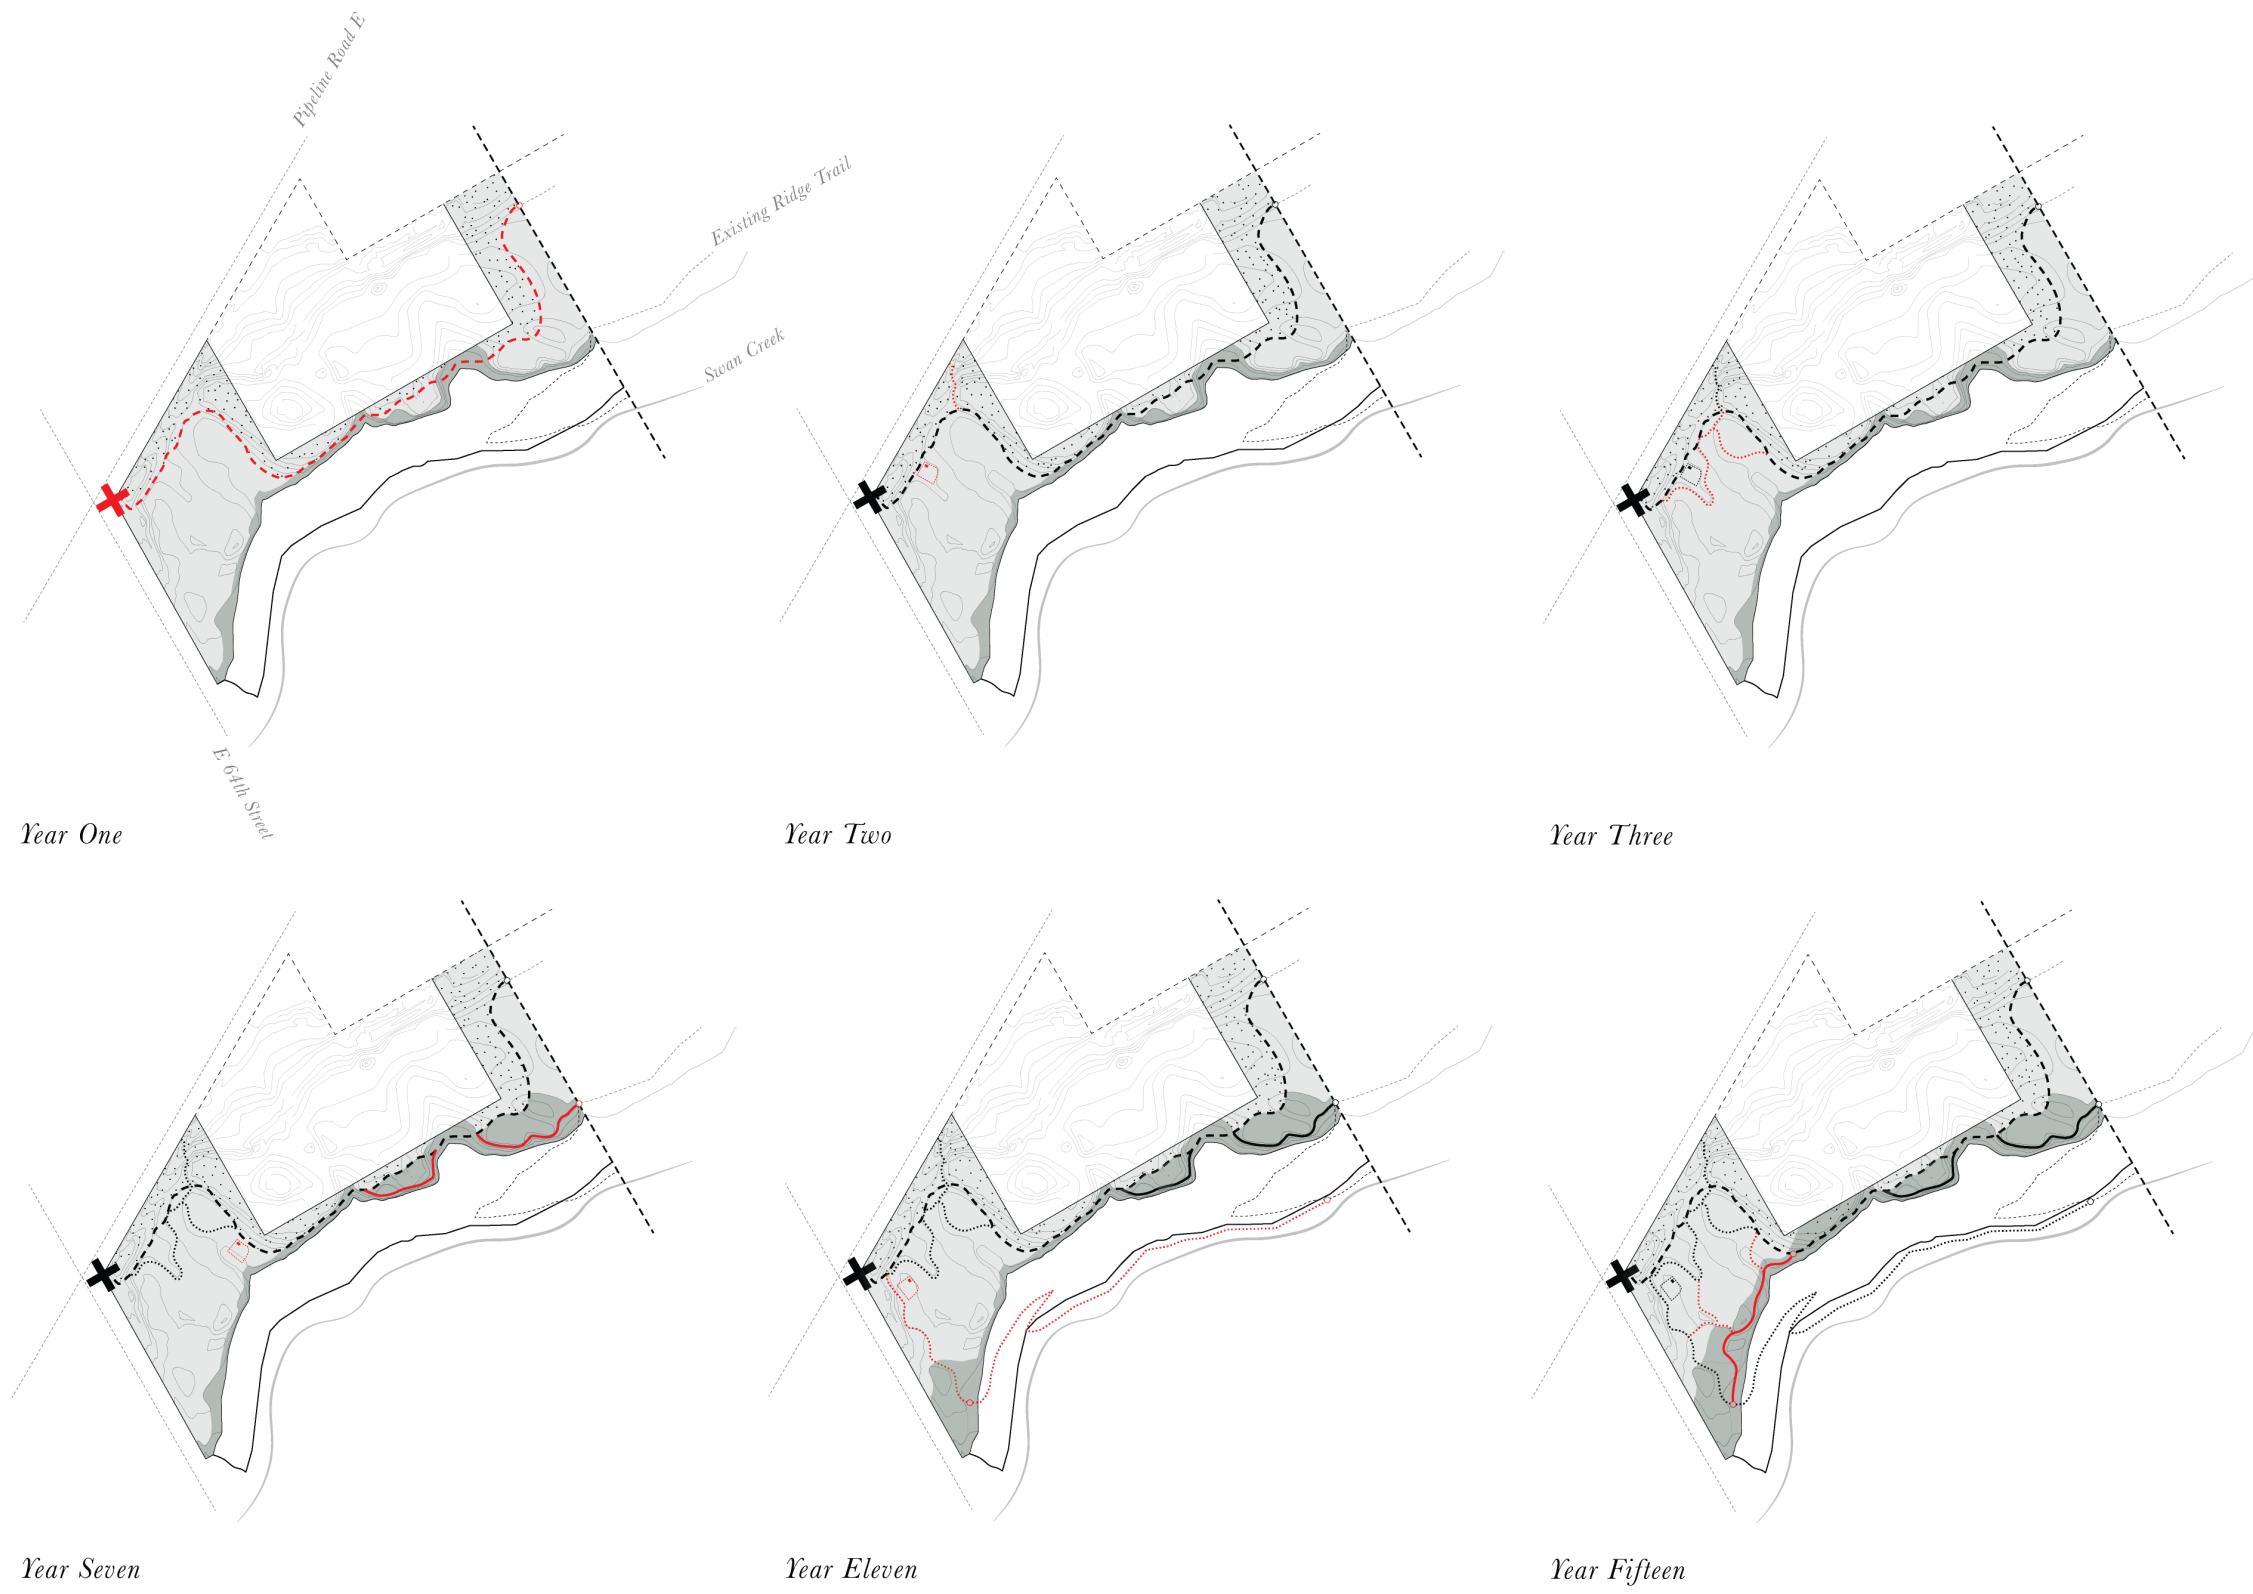 Pipeline Road E
Existing Ridge Trail
Swan Creek
E 64th Street
Year One
Year Two
Year Three
Year Seven
Year Eleven
Year Fifteen